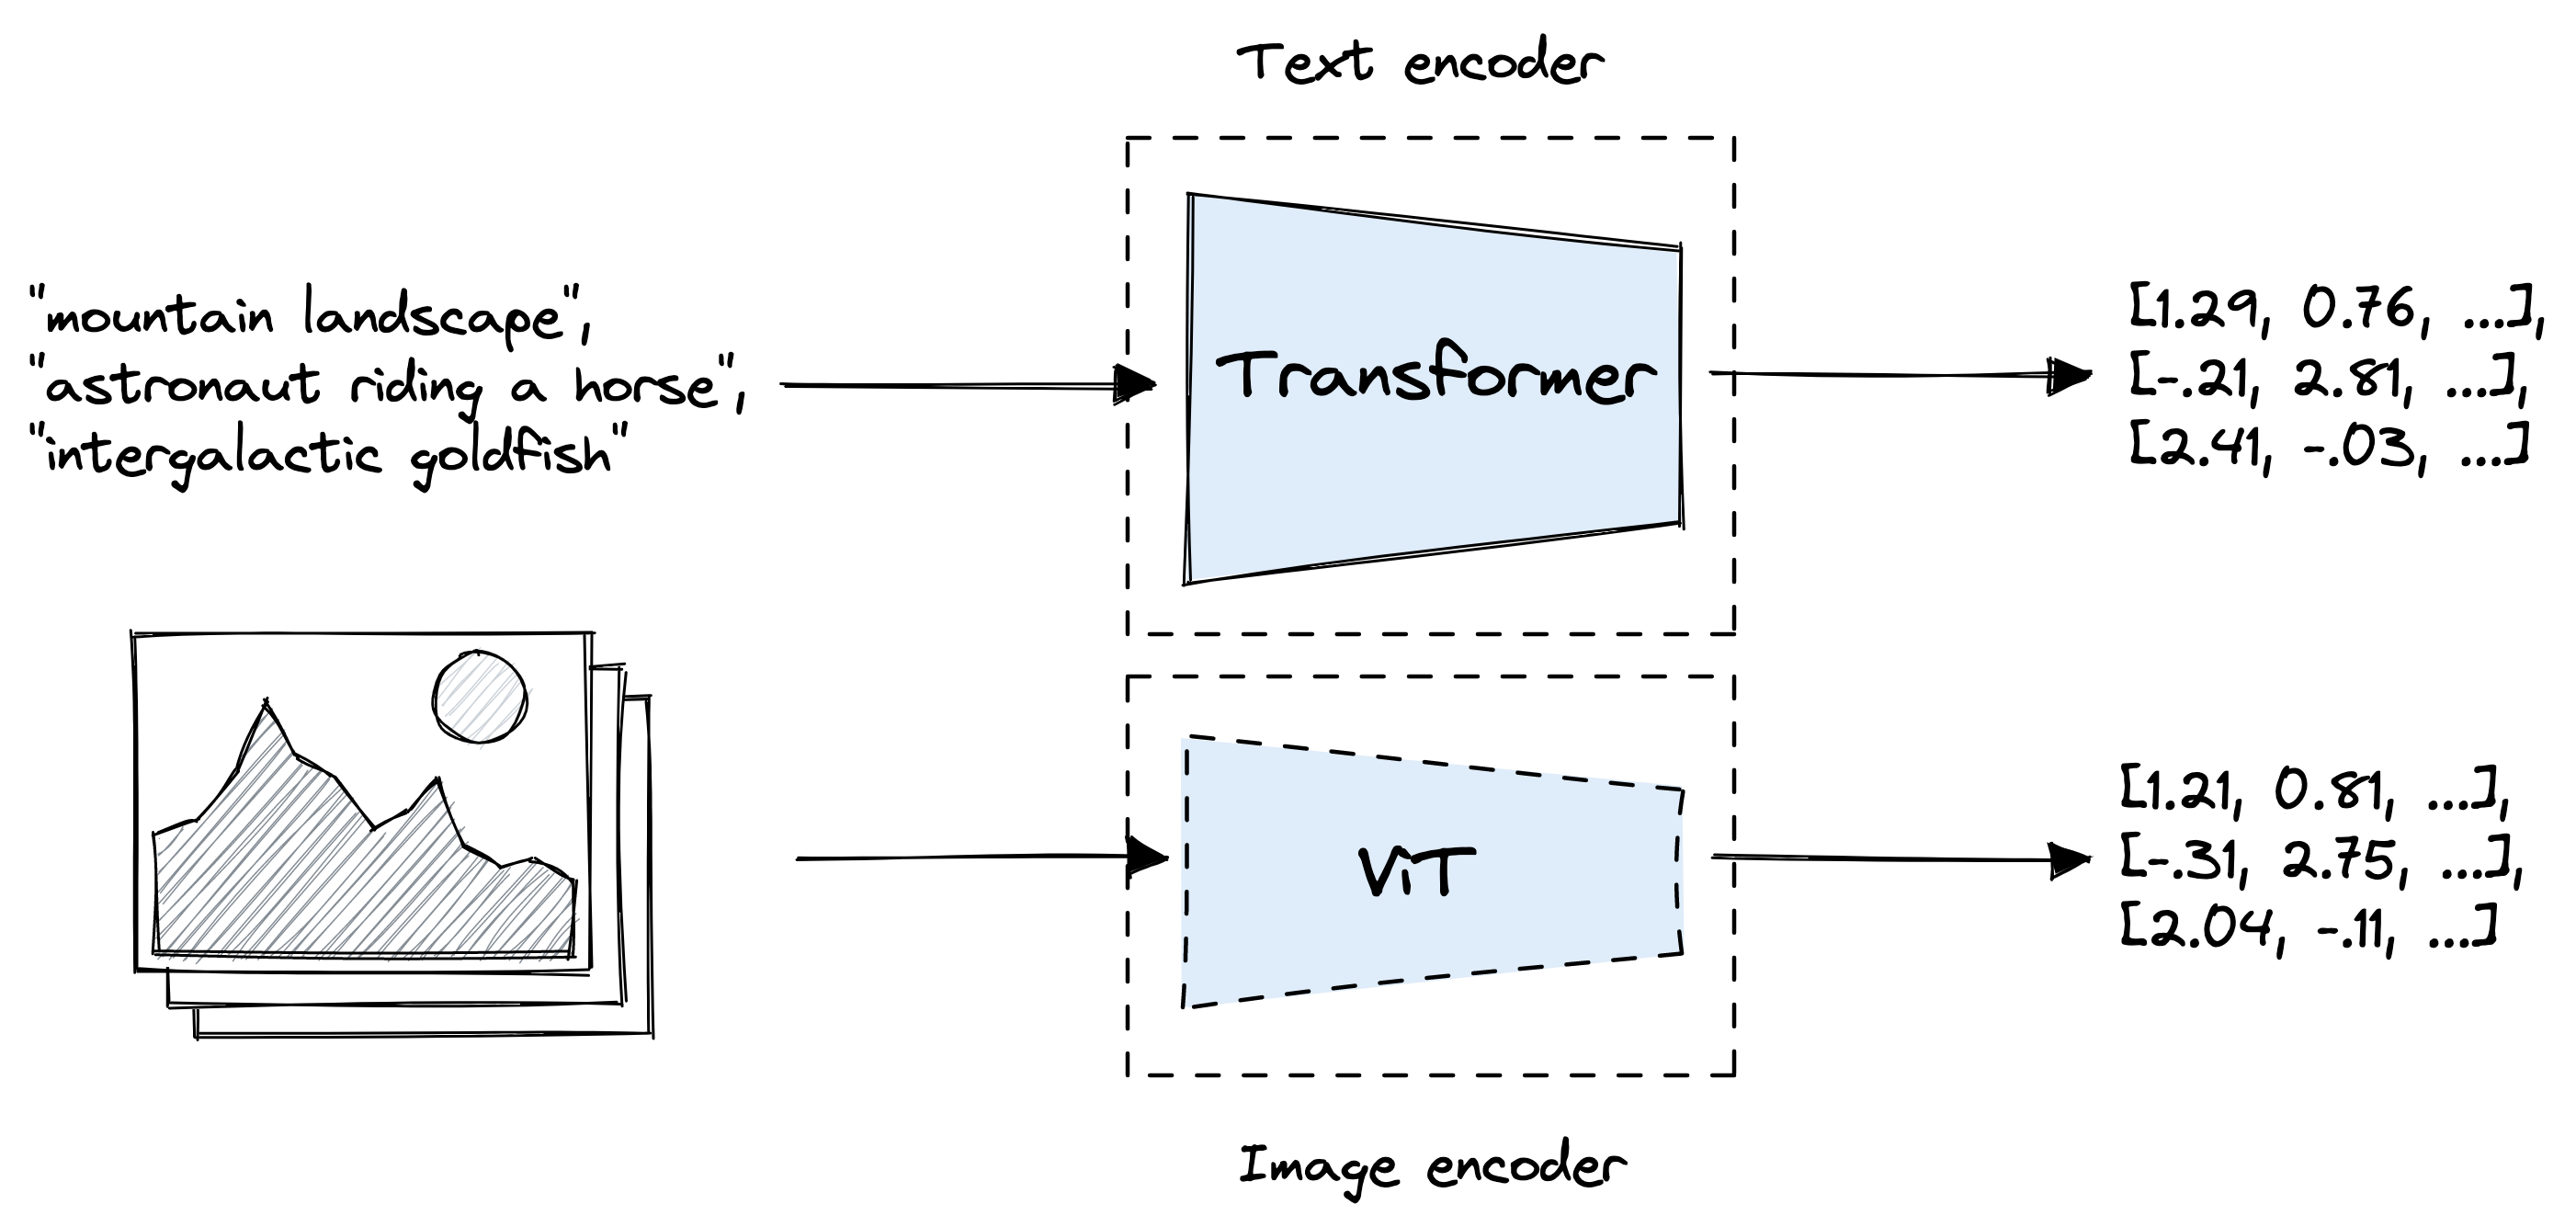 Text encoder
"mountain landscape",
"astronaut riding a horse",
"intergalactic goldfish"
Transformer
[1.29, 0.76, ...],
[-.21, 2.81, ...],
[2.41, -.03, ...]
ViT
[1.21, 0.81, ...],
[-.31, 2.75, ...],
[2.04, -.11, ...]
Image encoder